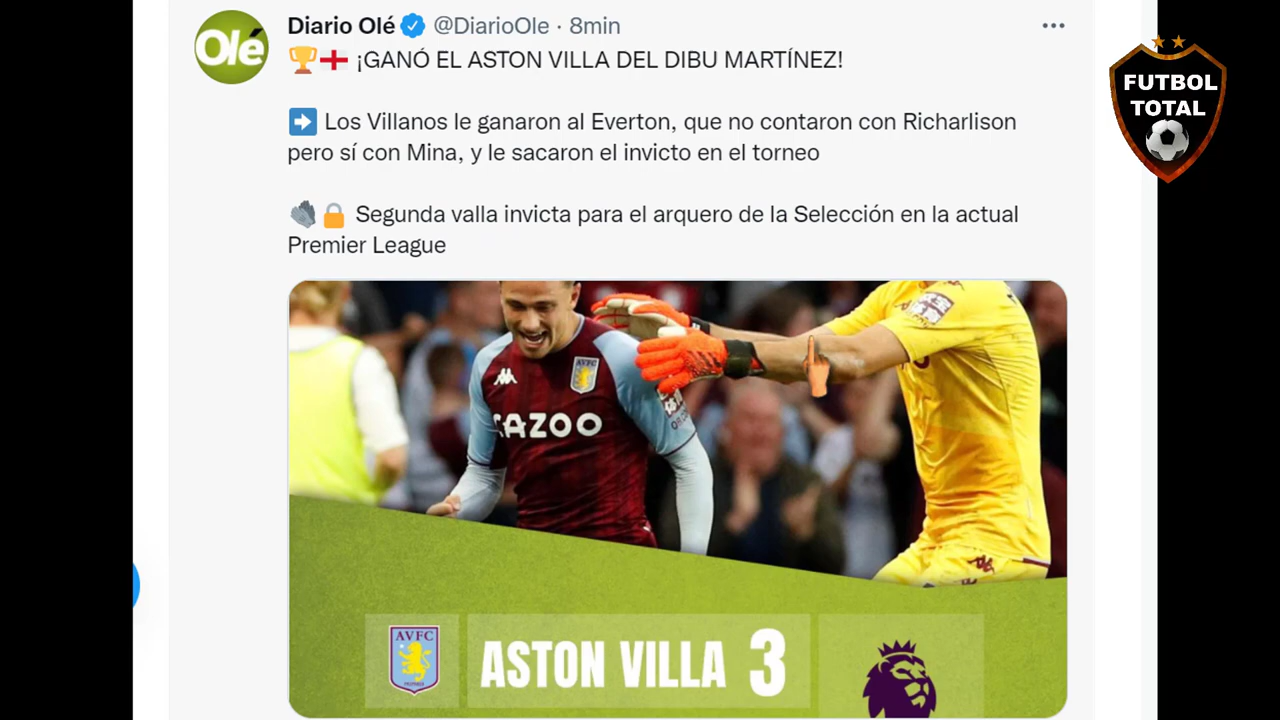 Olé
Diario Olé @DiarioOle · 8min
¡GANÓ EL ASTON VILLA DEL DIBU MARTÍNEZ!
Los Villanos le ganaron al Everton, que no contaron con Richarlison
pero sí con Mina, y le sacaron el invicto en el torneo
Segunda valla invicta para el arquero de la Selección en la actual
Premier League
FUTBOL
TOTAL
AVFC
CAZOO
AVFC
ASTON VILLA 3